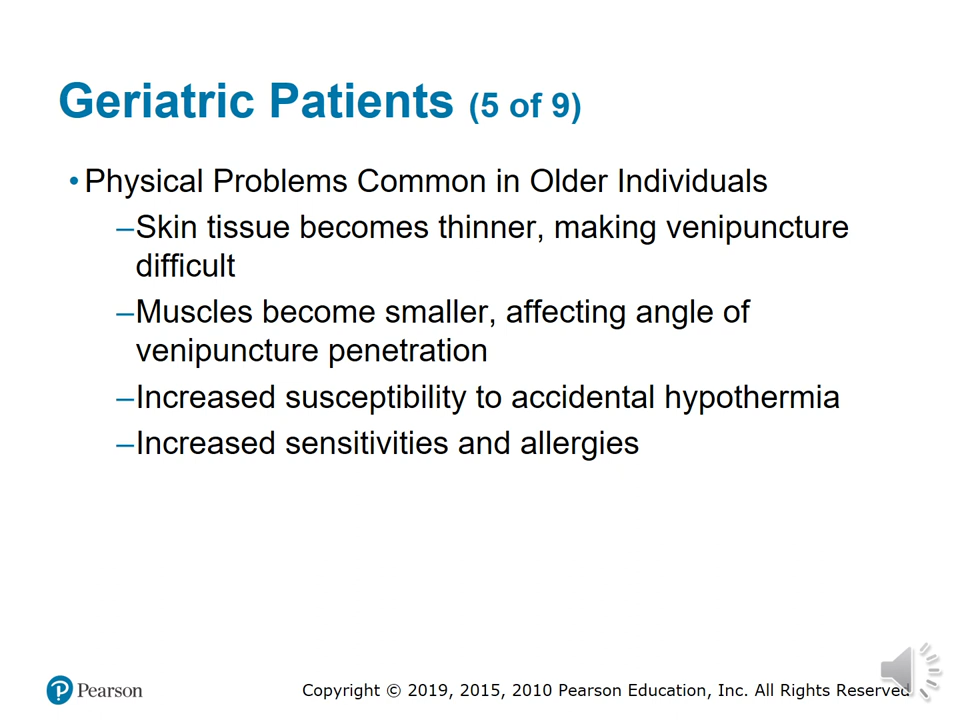 Geriatric Patients (5 of 9)
• Physical Problems Common in Older Individuals
–Skin tissue becomes thinner, making venipuncture
difficult
–Muscles become smaller, affecting angle of
venipuncture penetration
–Increased susceptibility to accidental hypothermia
–Increased sensitivities and allergies
Pearson
Copyright © 2019, 2015, 2010 Pearson Education, Inc. All Rights Reserved